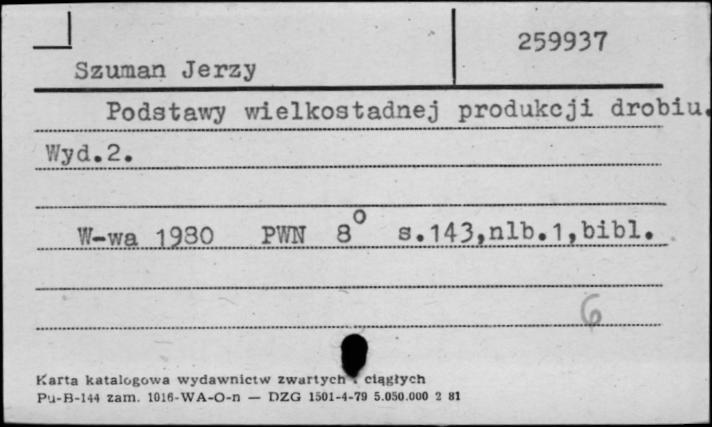 259937
Szuman Jerzy
Podstawy wielkostadnej produkcji drobiu.
Wyd.2.
W-wa 1980 PWN 8° s.143,nlb.1,bibl.
6
Karta katalogowa wydawnictw zwartych i ciągłych
Pu-B-144 zam. 1016-WA-O-n — DZG 1501-4-79 5.050.000 2 81